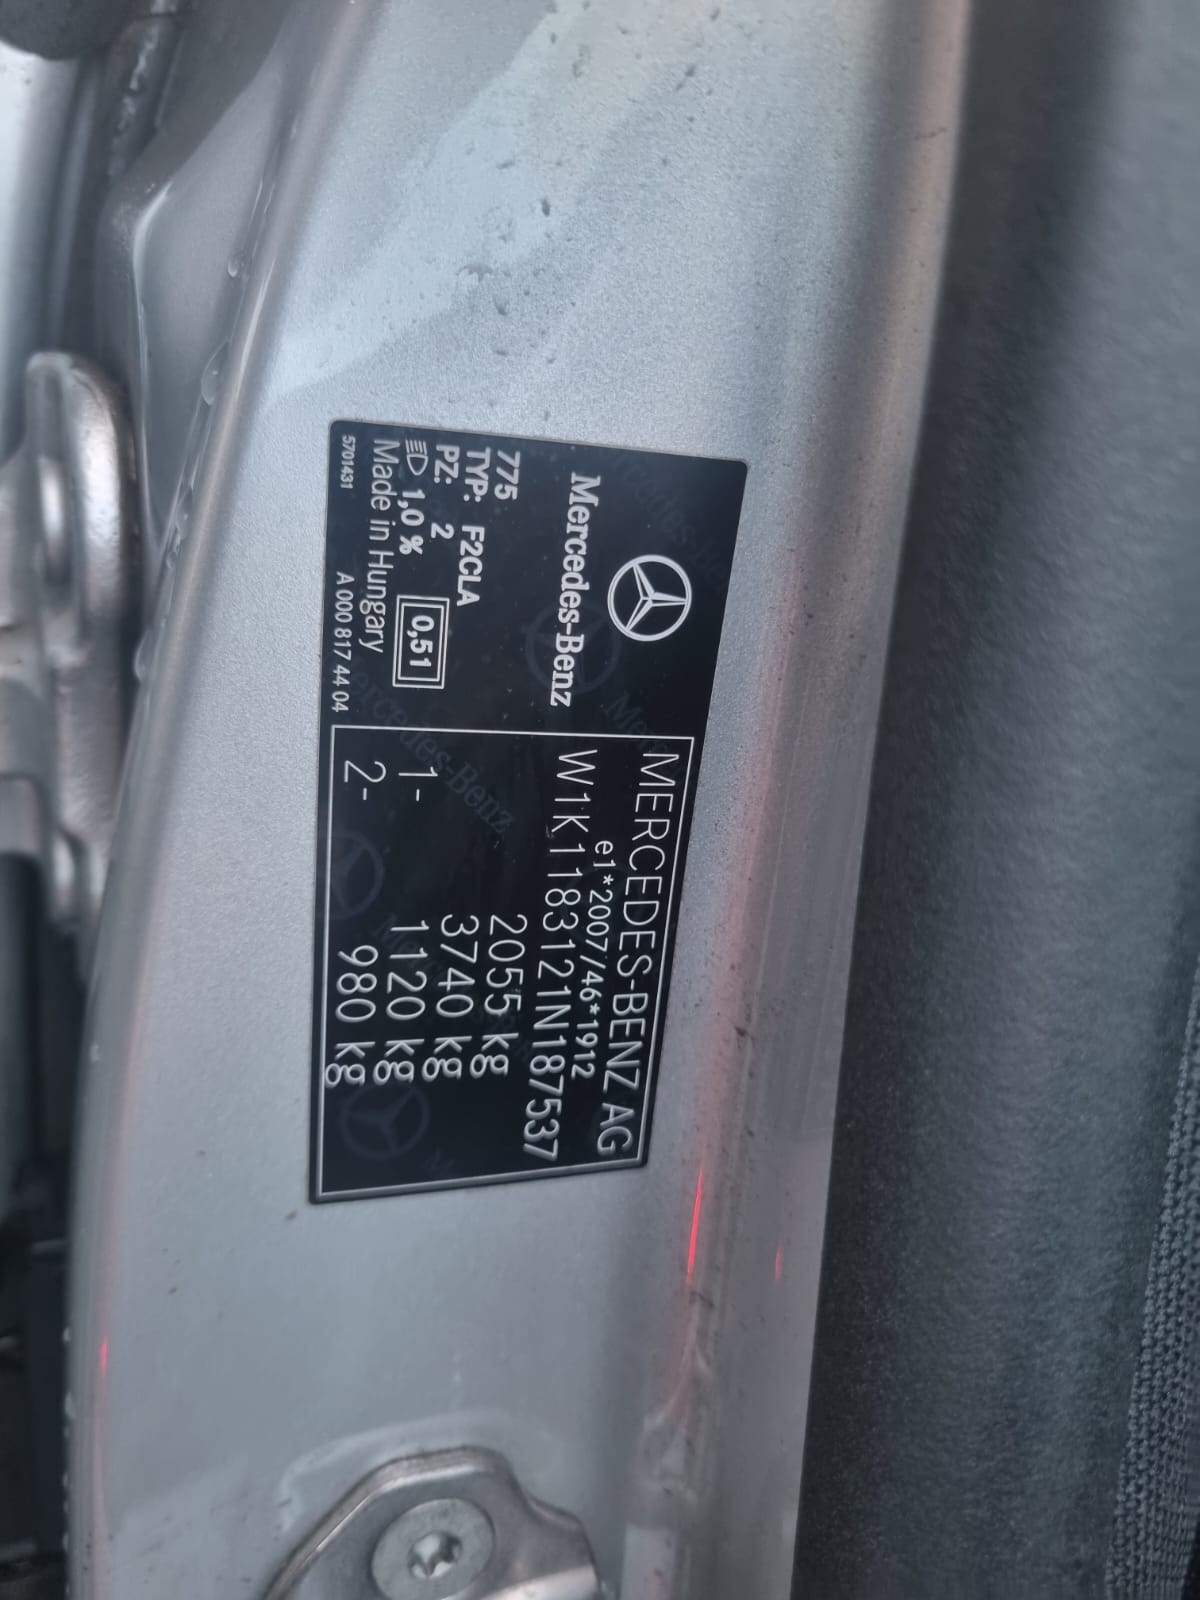 Mercedes-Benz
775
TYP: F2CLA
PZ: 2
1,0 % 0,51
Made in Hungary
5701431 A 000 817 44 04
MERCEDES-BENZ AG
e1*2007/46*1912
W1K1183121N187537
2055 kg
3740 kg
1- 1120 kg
2- 980 kg